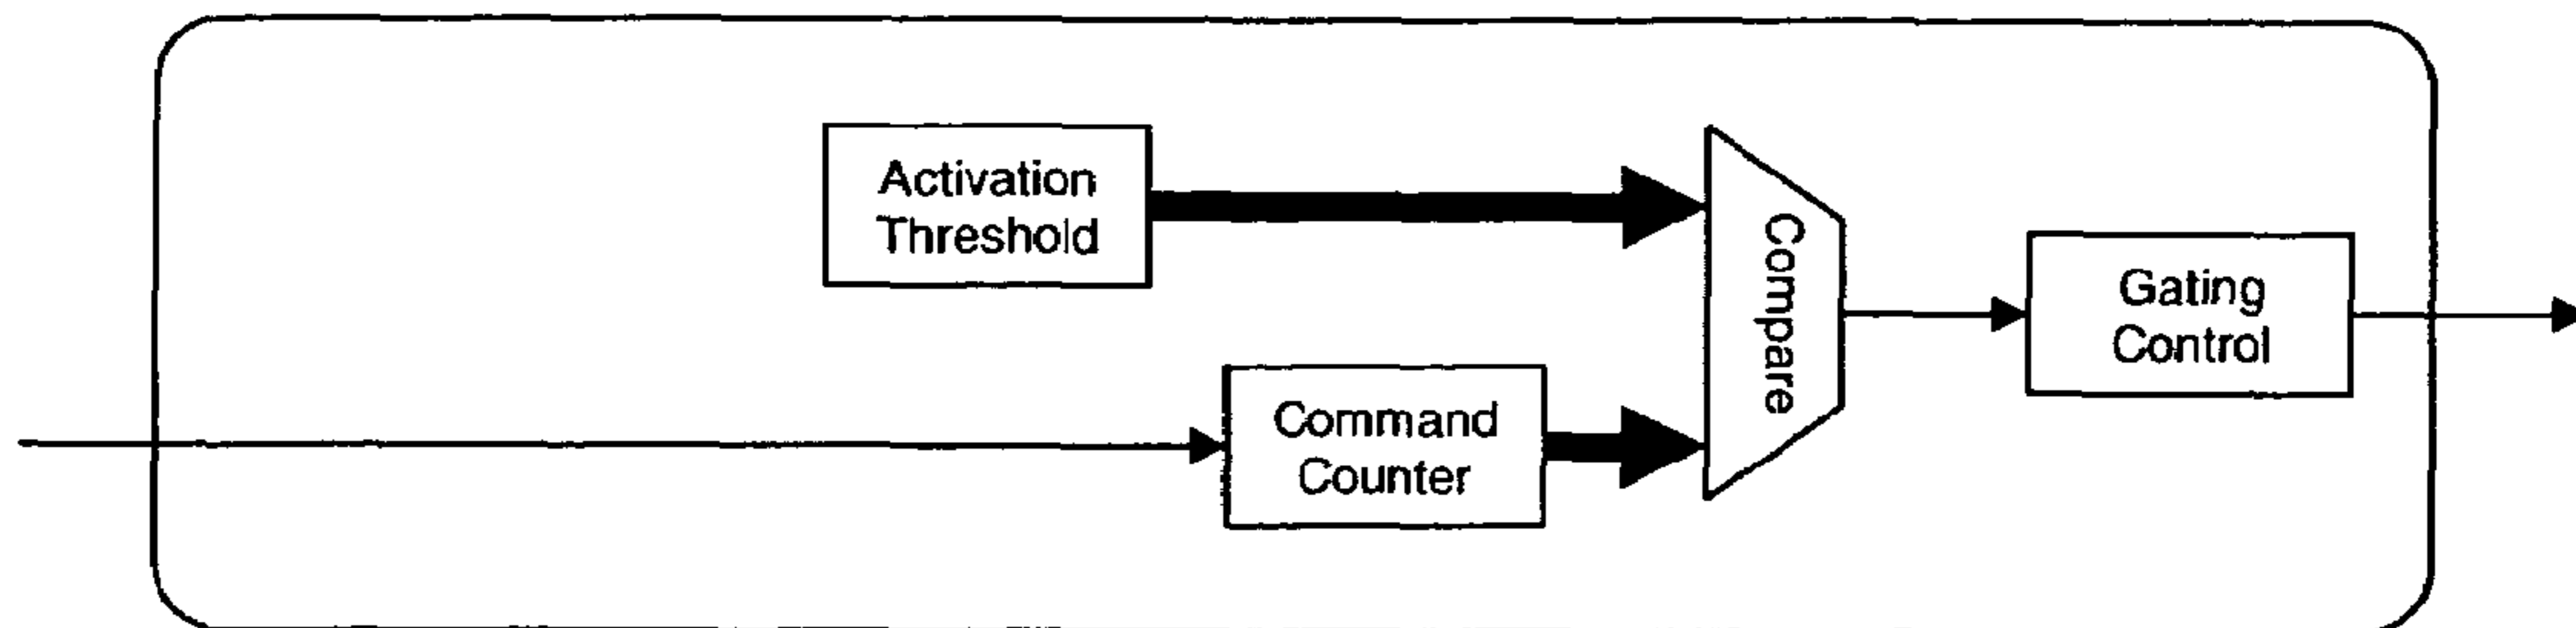 Activation
Threshold
Compare
Gating
Control
Command
Counter